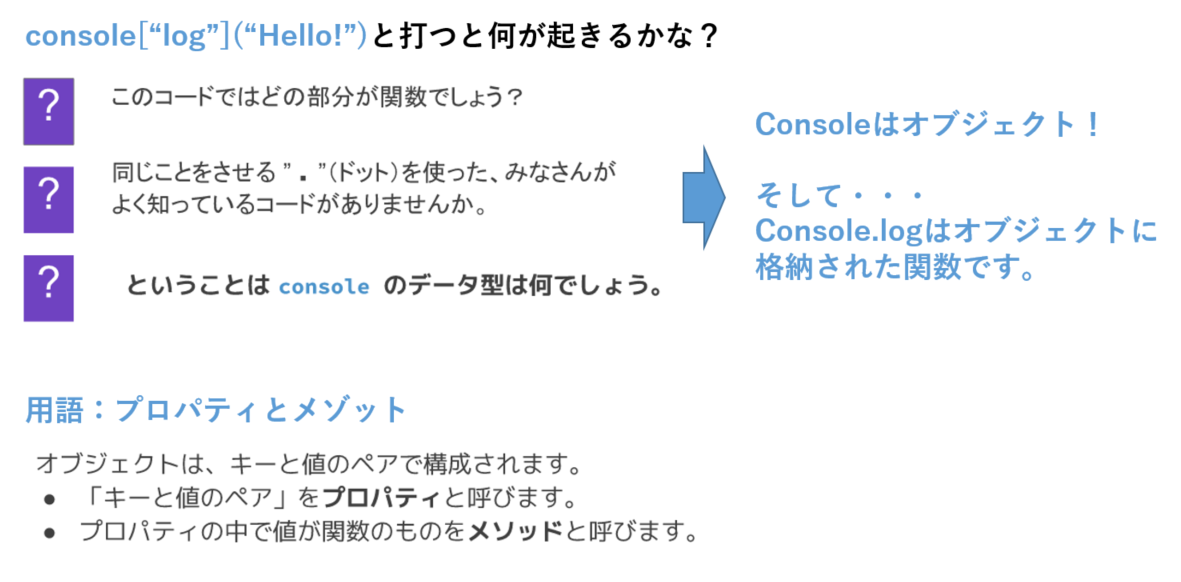 console[“log”](“Hello!”)と打つと何が起きるかな？
?
このコードではどの部分が関数でしょう？
?
同じことをさせる ”．”（ドット）を使った、みなさんが
よく知っているコードがありませんか。
?
ということは console のデータ型は何でしょう。
Consoleはオブジェクト！
そして・・・
Console.logはオブジェクトに
格納された関数です。
用語：プロパティとメゾット
オブジェクトは、キーと値のペアで構成されます。
● 「キーと値のペア」をプロパティと呼びます。
● プロパティの中で値が関数のものをメソッドと呼びます。